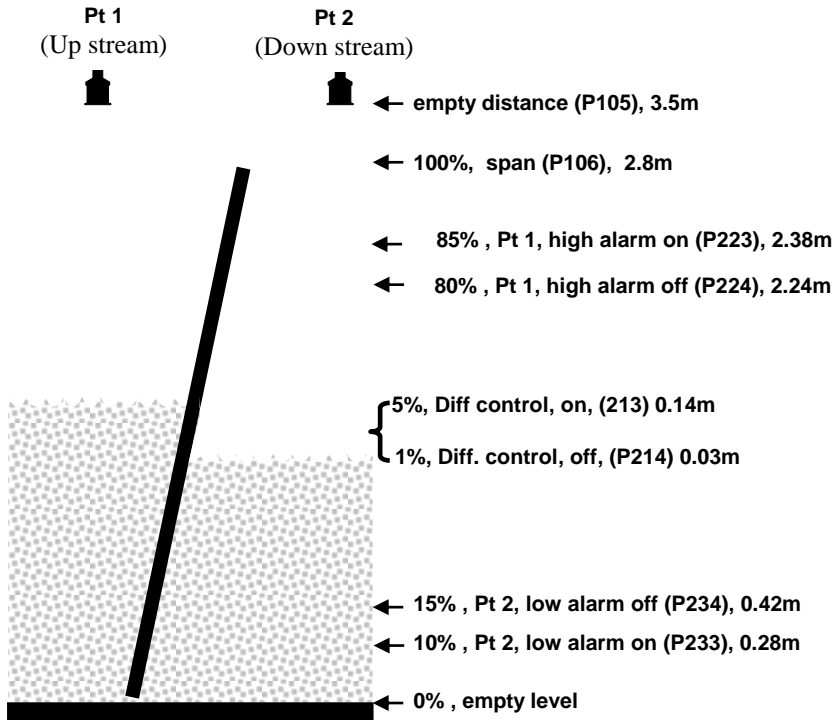 Pt 1
(Up stream)
Pt 2
(Down stream)
empty distance (P105), 3.5m
100%, span (P106), 2.8m
85% , Pt 1, high alarm on (P223), 2.38m
80% , Pt 1, high alarm off (P224), 2.24m
5%, Diff control, on, (213) 0.14m
1%, Diff. control, off, (P214) 0.03m
15% , Pt 2, low alarm off (P234), 0.42m
10% , Pt 2, low alarm on (P233), 0.28m
0% , empty level